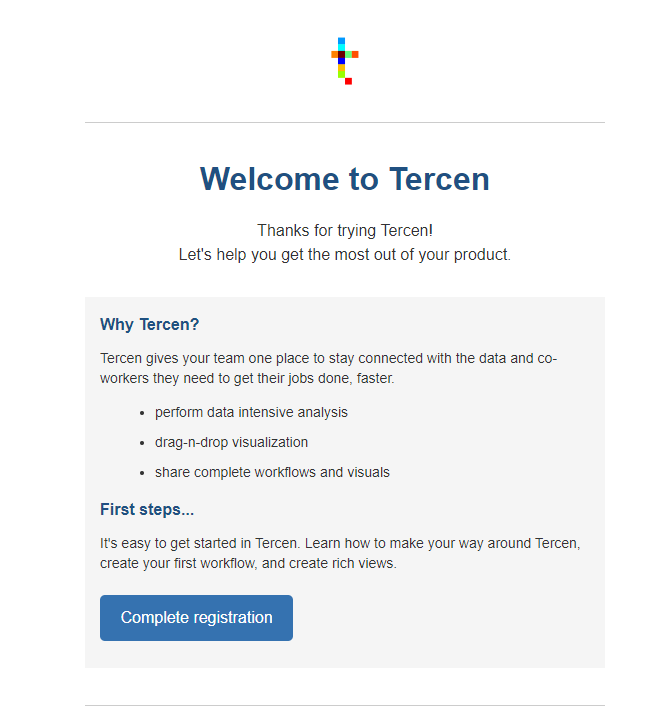 Welcome to Tercen
Thanks for trying Tercen!
Let's help you get the most out of your product.
Why Tercen?
Tercen gives your team one place to stay connected with the data and co-
workers they need to get their jobs done, faster.
• perform data intensive analysis
• drag-n-drop visualization
• share complete workflows and visuals
First steps...
It's easy to get started in Tercen. Learn how to make your way around Tercen,
create your first workflow, and create rich views.
Complete registration